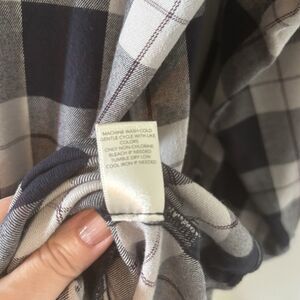 MACHINE WASH COLD
GENTLE CYCLE WITH LIKE
COLORS
ONLY NON-CHLORINE
BLEACH IF NEEDED
TUMBLE DRY LOW
COOL IRON IF NEEDED